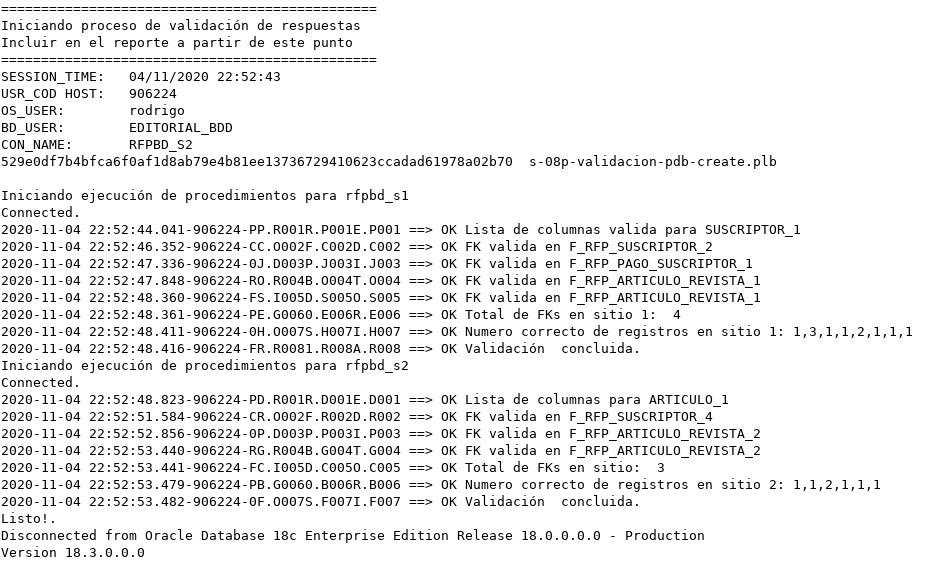 ===============================================
Iniciando proceso de validación de respuestas
Incluir en el reporte a partir de este punto
===============================================
SESSION_TIME:   04/11/2020 22:52:43
USR_COD HOST:   906224
OS_USER:        rodrigo
BD_USER:        EDITORIAL_BDD
CON_NAME:       RFPBD_S2
529e0df7b4bfca6f0af1d8ab79e4b81ee13736729410623ccadad61978a02b70  s-08p-validacion-pdb-create.plb
Iniciando ejecución de procedimientos para rfpbd_s1
Connected.
2020-11-04 22:52:44.041-906224-PP.R001R.P001E.P001 ==> OK Lista de columnas valida para SUSCRIPTOR_1
2020-11-04 22:52:46.352-906224-CC.O002F.C002D.C002 ==> OK FK valida en F_RFP_SUSCRIPTOR_2
2020-11-04 22:52:47.336-906224-0J.D003P.J003I.J003 ==> OK FK valida en F_RFP_PAGO_SUSCRIPTOR_1
2020-11-04 22:52:47.848-906224-RO.R004B.O004T.O004 ==> OK FK valida en F_RFP_ARTICULO_REVISTA_1
2020-11-04 22:52:48.360-906224-FS.I005D.S005O.S005 ==> OK FK valida en F_RFP_ARTICULO_REVISTA_1
2020-11-04 22:52:48.361-906224-PE.G0060.E006R.E006 ==> OK Total de FKs en sitio 1:  4
2020-11-04 22:52:48.411-906224-0H.O007S.H007I.H007 ==> OK Numero correcto de registros en sitio 1: 1,3,1,1,2,1,1,1
2020-11-04 22:52:48.416-906224-FR.R0081.R008A.R008 ==> OK Validación  concluida.
Iniciando ejecución de procedimientos para rfpbd_s2
Connected.
2020-11-04 22:52:48.823-906224-PD.R001R.D001E.D001 ==> OK Lista de columnas para ARTICULO_1
2020-11-04 22:52:51.584-906224-CR.O002F.R002D.R002 ==> OK FK valida en F_RFP_SUSCRIPTOR_4
2020-11-04 22:52:52.856-906224-0P.D003P.P003I.P003 ==> OK FK valida en F_RFP_ARTICULO_REVISTA_2
2020-11-04 22:52:53.440-906224-RG.R004B.G004T.G004 ==> OK FK valida en F_RFP_ARTICULO_REVISTA_2
2020-11-04 22:52:53.441-906224-FC.I005D.C005O.C005 ==> OK Total de FKs en sitio:  3
2020-11-04 22:52:53.479-906224-PB.G0060.B006R.B006 ==> OK Numero correcto de registros en sitio 2: 1,1,2,1,1,1
2020-11-04 22:52:53.482-906224-0F.O007S.F007I.F007 ==> OK Validación  concluida.
Listo!.
Disconnected from Oracle Database 18c Enterprise Edition Release 18.0.0.0.0 - Production
Version 18.3.0.0.0